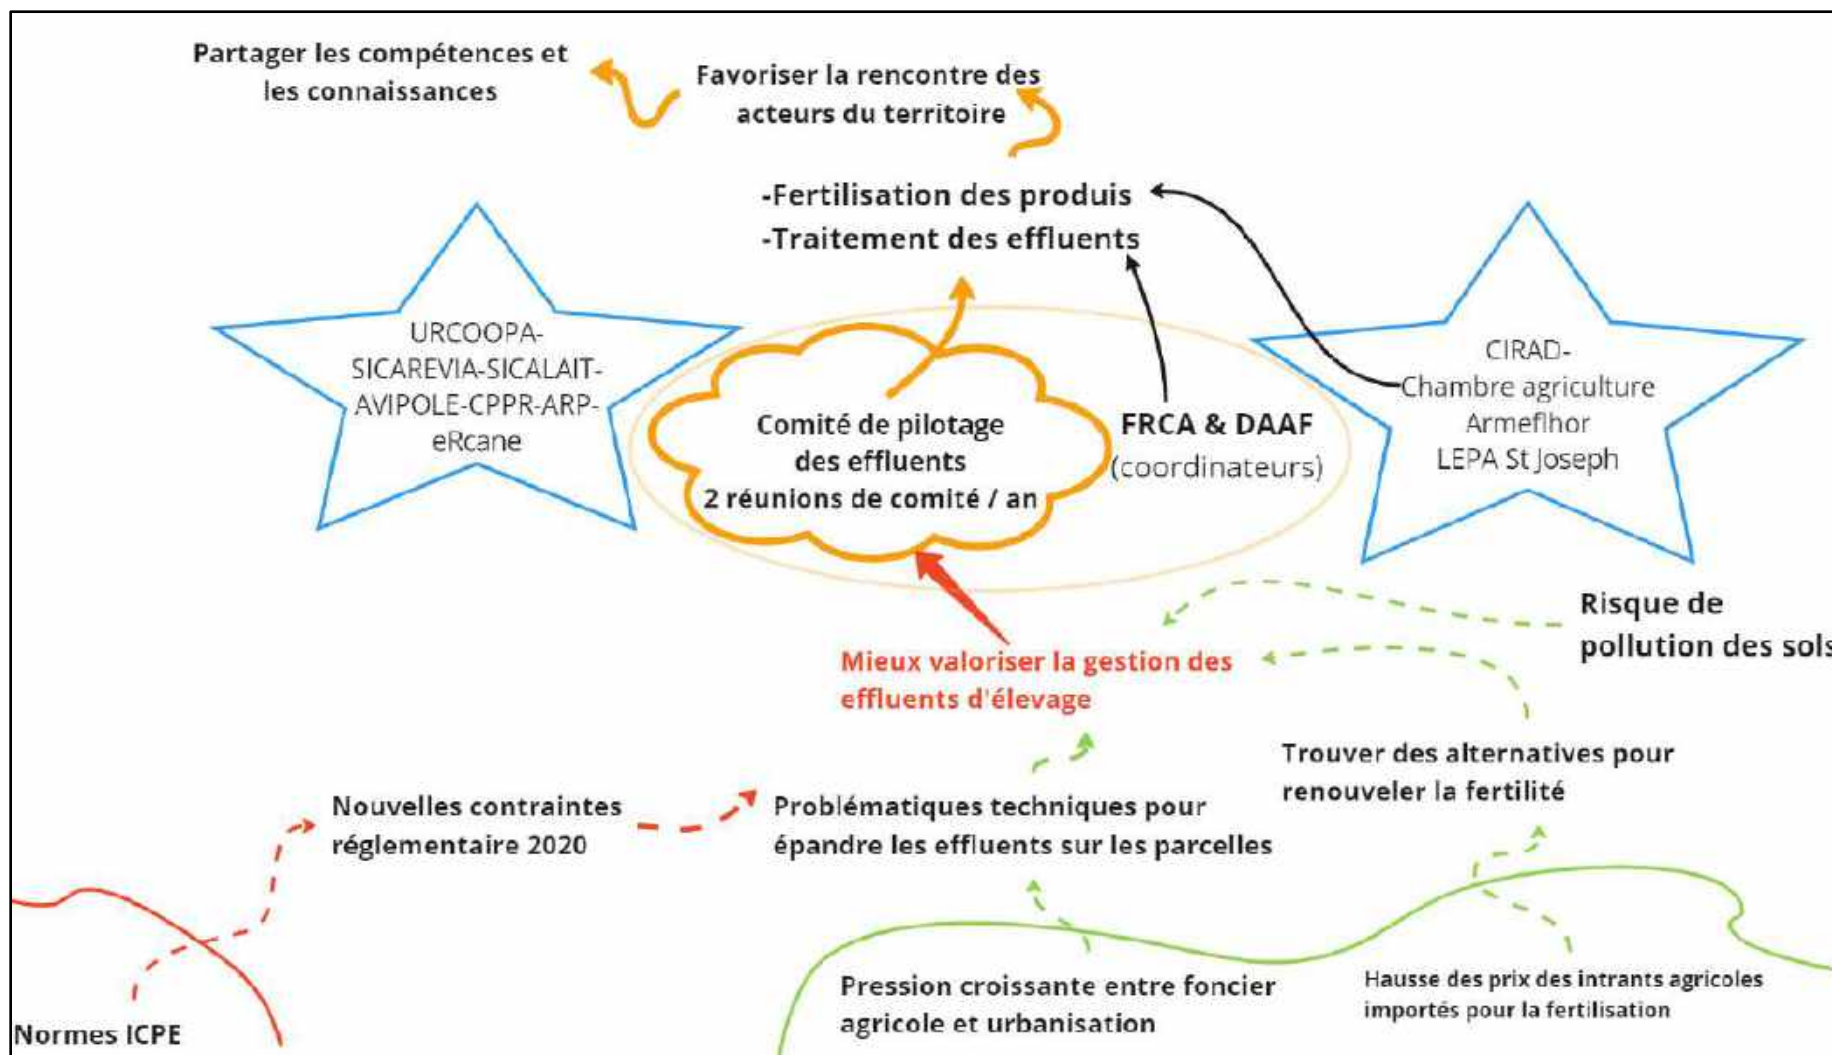 Partager les compétences et
les connaissances
Favoriser la rencontre des
acteurs du territoire
-Fertilisation des produis
-Traitement des effluents
URCOOPA-
SICAREVIA-SICALAIT-
AVIPOLE-CPPR-ARP-
eRcane
Comité de pilotage
des effluents
2 réunions de comité / an
FRCA & DAAF
(coordinateurs)
CIRAD-
Chambre agriculture
Armeflhor
LEPA St Joseph
Risque de
pollution des sols
Mieux valoriser la gestion des
effluents d'élevage
Trouver des alternatives pour
renouveler la fertilité
Nouvelles contraintes
réglementaire 2020
Problématiques techniques pour
épandre les effluents sur les parcelles
Pression croissante entre foncier
agricole et urbanisation
Hausse des prix des intrants agricoles
importés pour la fertilisation
Normes ICPE